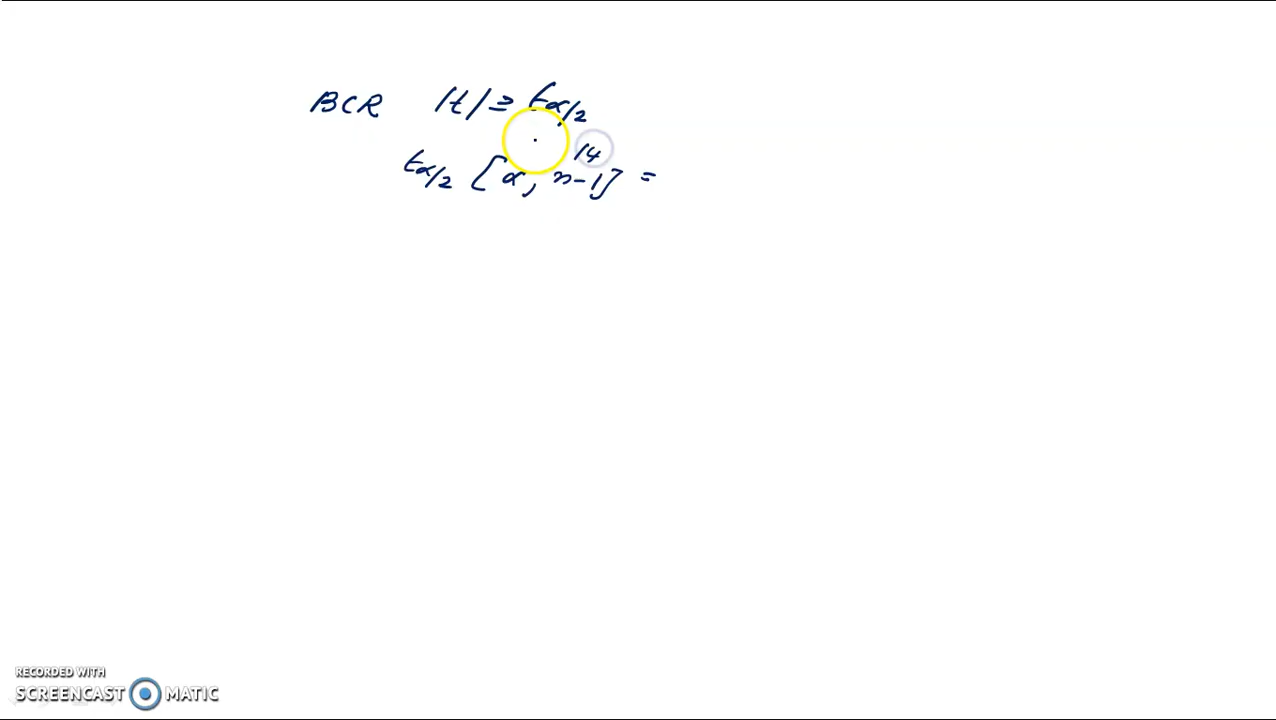 BCR |t| ≥ tα/2
14
tα/2 [α, n-1] =
RECORDED WITH
SCREENCAST MATIC